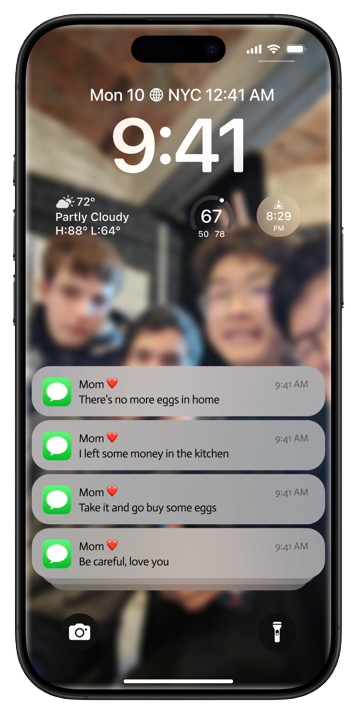 Mon 10 NYC 12:41 AM
9:41
72°
Partly Cloudy
H:88° L:64°
67
50 78
8:29
PM
Mom ❤️ 9:41 AM
There's no more eggs in home
Mom ❤️ 9:41 AM
I left some money in the kitchen
Mom ❤️ 9:41 AM
Take it and go buy some eggs
Mom ❤️ 9:41 AM
Be careful, love you